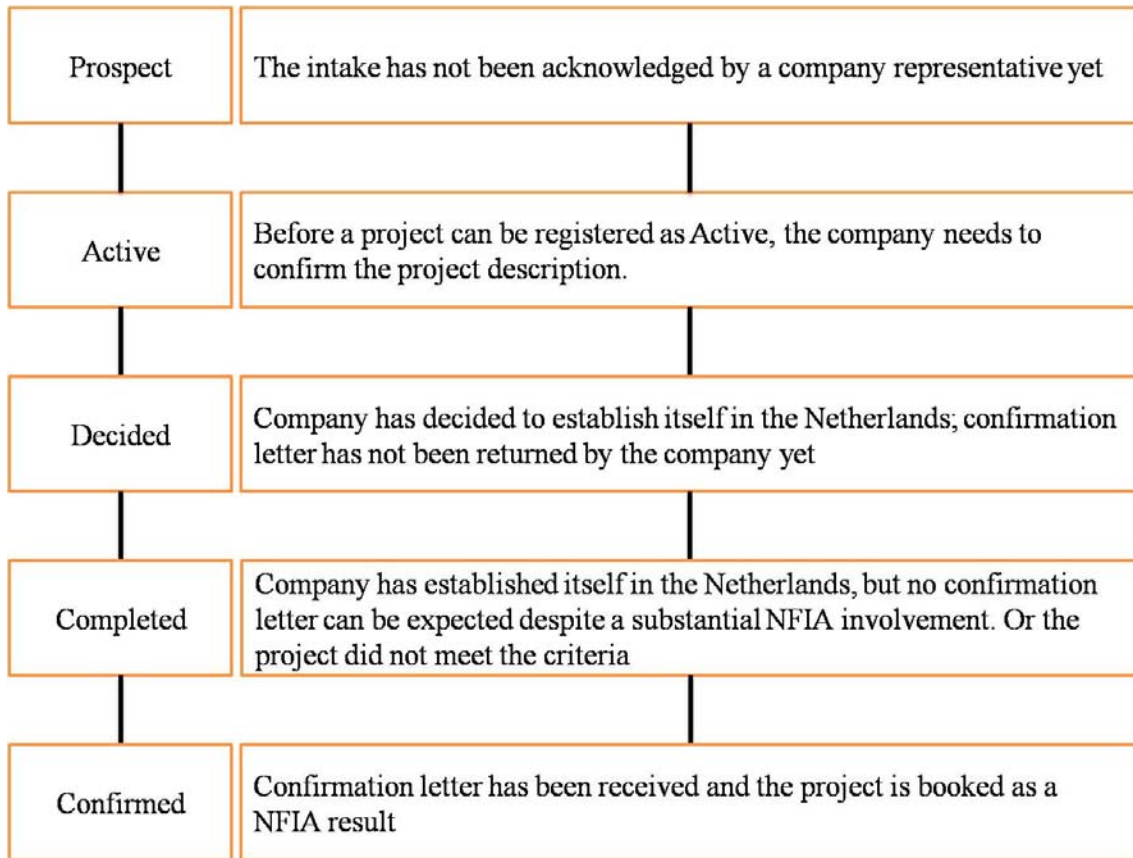 Prospect
The intake has not been acknowledged by a company representative yet
Active
Before a project can be registered as Active, the company needs to
confirm the project description.
Decided
Company has decided to establish itself in the Netherlands; confirmation
letter has not been returned by the company yet
Completed
Company has established itself in the Netherlands, but no confirmation
letter can be expected despite a substantial NFIA involvement. Or the
project did not meet the criteria
Confirmed
Confirmation letter has been received and the project is booked as a
NFIA result